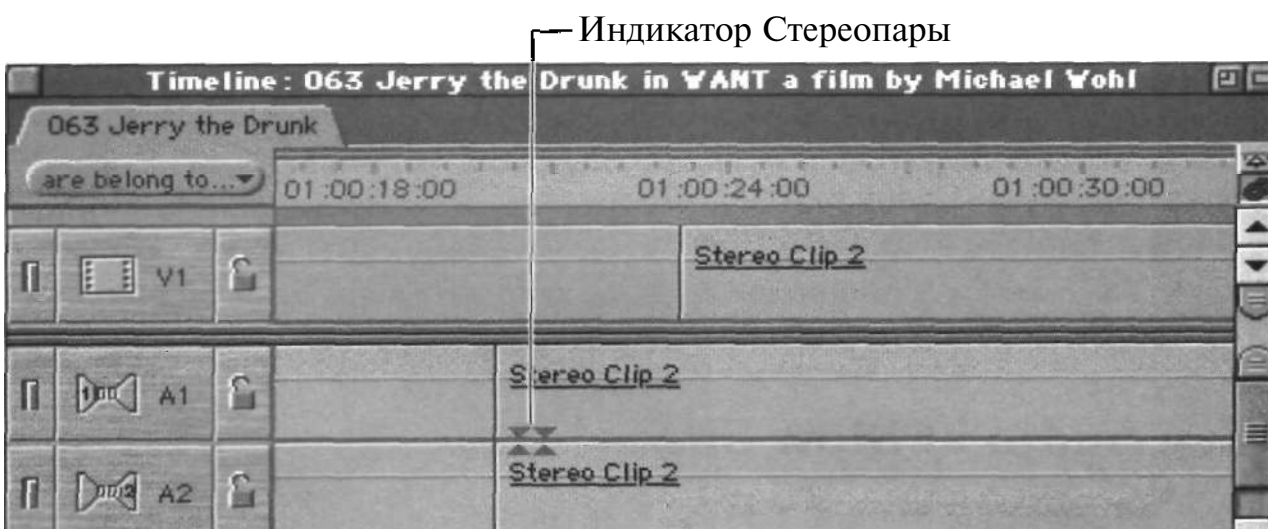 Индикатор Стереопары
Timeline: 063 Jerry the Drunk in WANT a film by Michael Wohl
063 Jerry the Drunk
are belong to...
01:00:18:00 01:00:24:00 01:00:30:00
V1 Stereo Clip 2
A1 Stereo Clip 2
A2 Stereo Clip 2